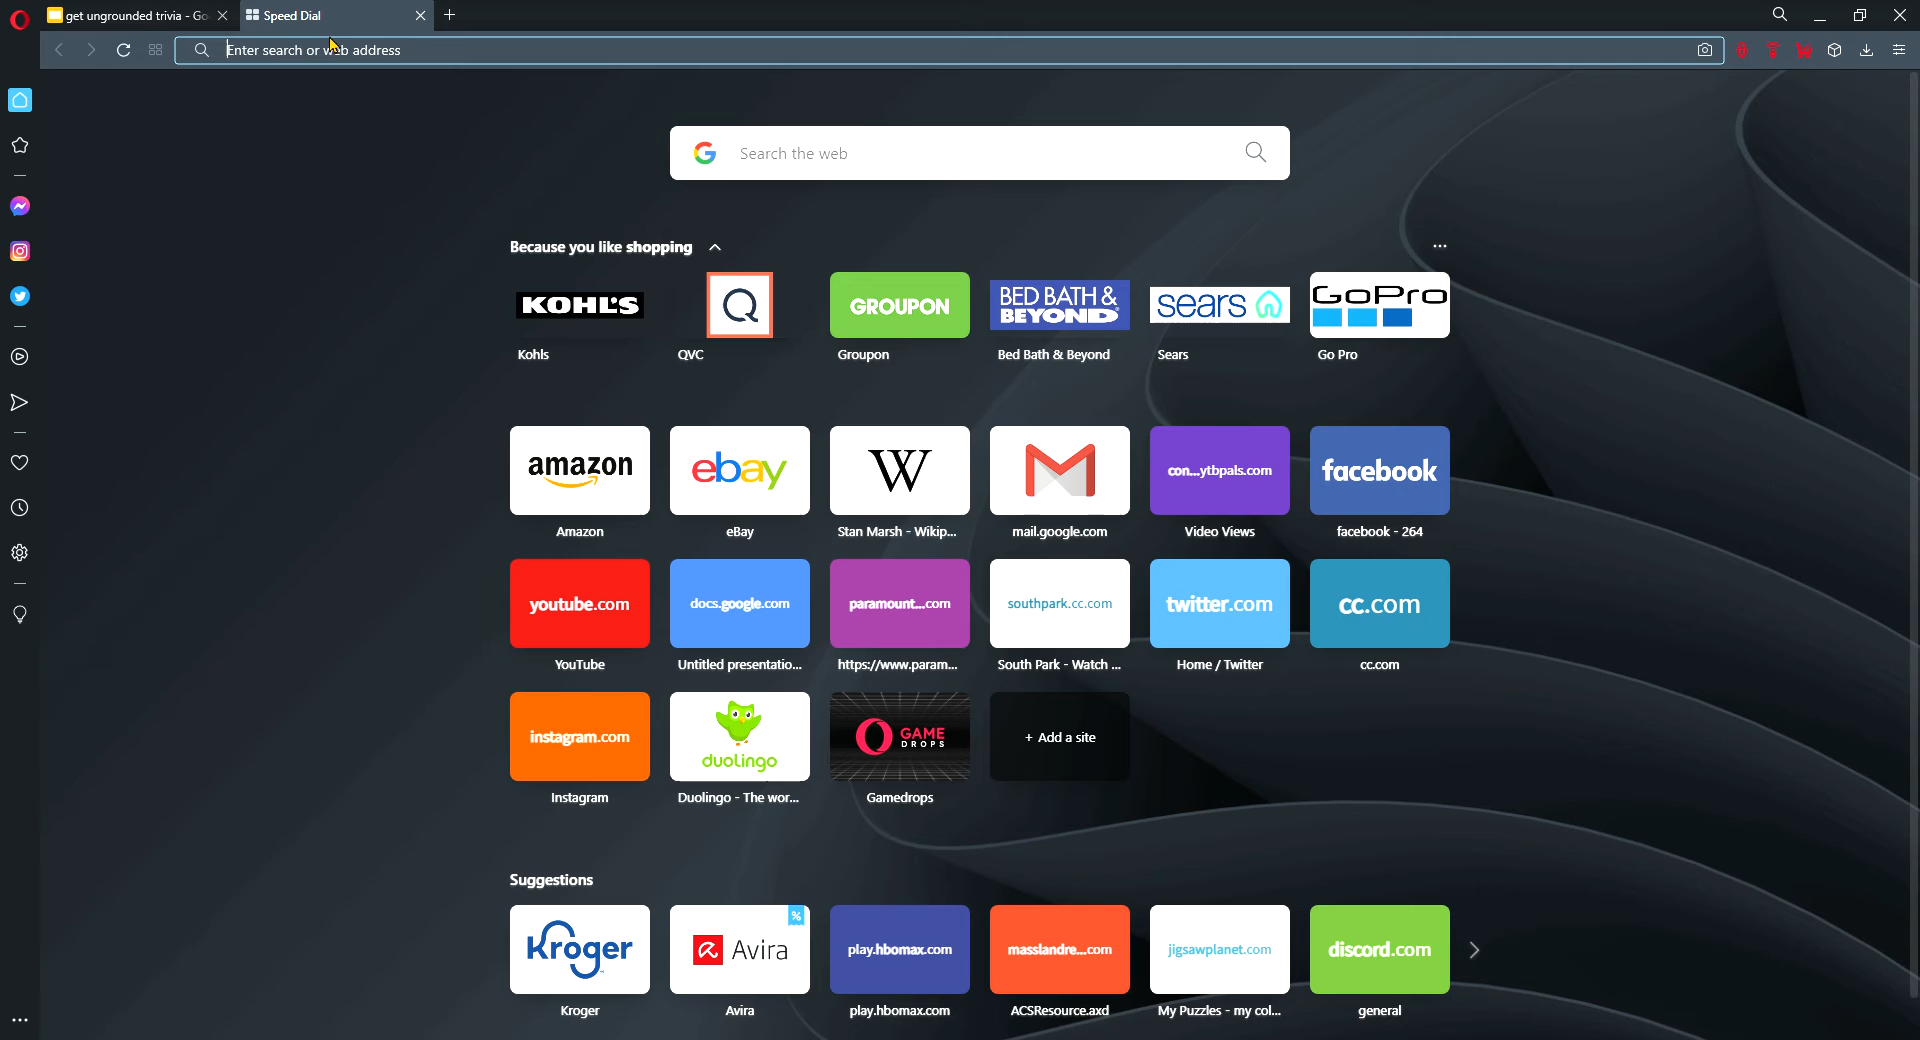 get ungrounded trivia - Go
Speed Dial
Enter search or web address
Search the web
Because you like shopping
KOHL'S
Q
GROUPON
BED BATH &
BEYOND
sears
GoPro
Kohls
QVC
Groupon
Bed Bath & Beyond
Sears
Go Pro
amazon
ebay
W
con...ytbpals.com
facebook
Amazon
eBay
Stan Marsh - Wikip...
mail.google.com
Video Views
facebook - 264
youtube.com
docs.google.com
paramount...com
southpark.cc.com
twitter.com
cc.com
YouTube
Untitled presentatio...
https://www.param...
South Park - Watch ...
Home / Twitter
cc.com
instagram.com
duolingo
GAME
DROPS
+ Add a site
Instagram
Duolingo - The wor...
Gamedrops
Suggestions
Kroger
%
Avira
play.hbomax.com
masslandre...com
jigsawplanet.com
discord.com
Kroger
Avira
play.hbomax.com
ACSResource.axd
My Puzzles - my col...
general